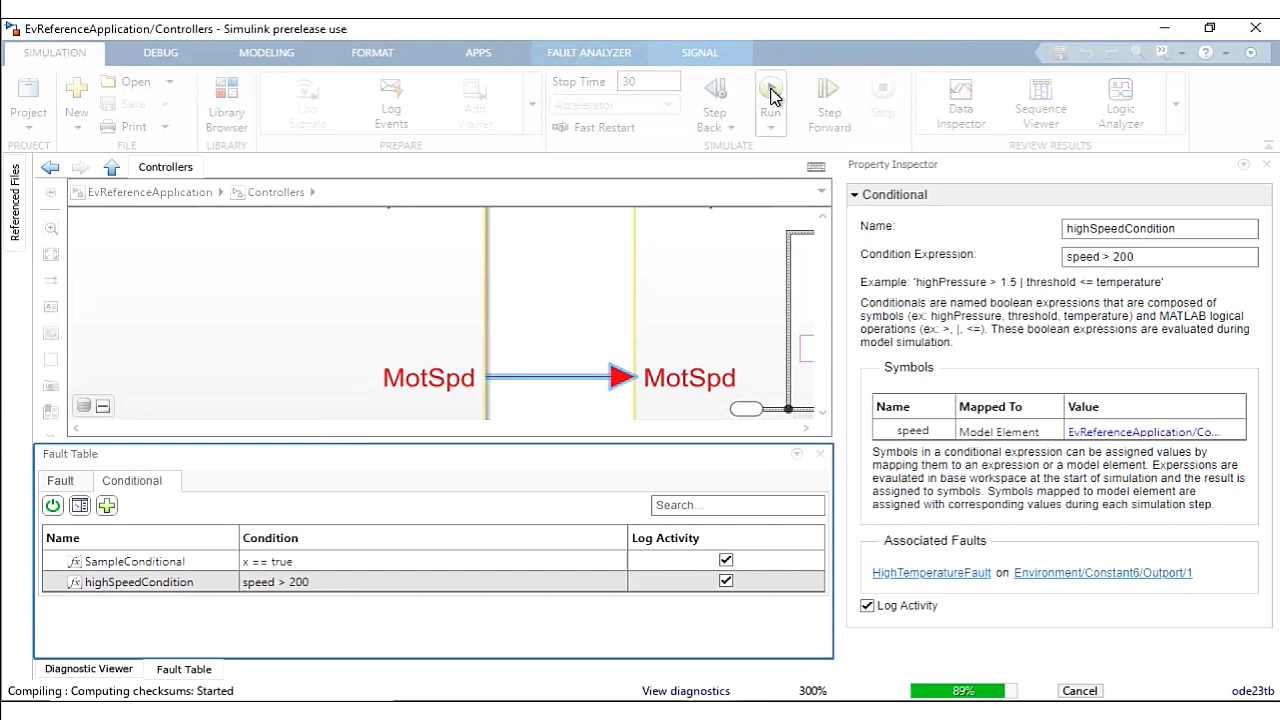 EvReferenceApplication/Controllers - Simulink prerelease use
SIMULATION DEBUG MODELING FORMAT APPS FAULT ANALYZER SIGNAL
Project New Open Save Print Library Browser Log Signals Log Events Add Viewer Stop Time 30 Accelerator Fast Restart Step Back Run Step Forward Stop Data Inspector Sequence Viewer Logic Analyzer
PROJECT FILE LIBRARY PREPARE SIMULATE REVIEW RESULTS
Referenced Files
Controllers
EvReferenceApplication Controllers
MotSpd MotSpd
Fault Table
Fault Conditional
Search...
Name Condition Log Activity
fx SampleConditional x == true
fx highSpeedCondition speed > 200
Diagnostic Viewer Fault Table
Property Inspector
Conditional
Name: highSpeedCondition
Condition Expression: speed > 200
Example: 'highPressure > 1.5 | threshold <= temperature'
Conditionals are named boolean expressions that are composed of
symbols (ex: highPressure, threshold, temperature) and MATLAB logical
operations (ex: >, |, <=). These boolean expressions are evaluated during
model simulation.
Symbols
Name Mapped To Value
speed Model Element EvReferenceApplication/Co...
Symbols in a conditional expression can be assigned values by
mapping them to an expression or a model element. Experssions are
evaulated in base workspace at the start of simulation and the result is
assigned to symbols. Symbols mapped to model element are
assigned with corresponding values during each simulation step.
Associated Faults
HighTemperatureFault on Environment/Constant6/Outport/1
Log Activity
Compiling : Computing checksums: Started View diagnostics 300% 89% Cancel ode23tb